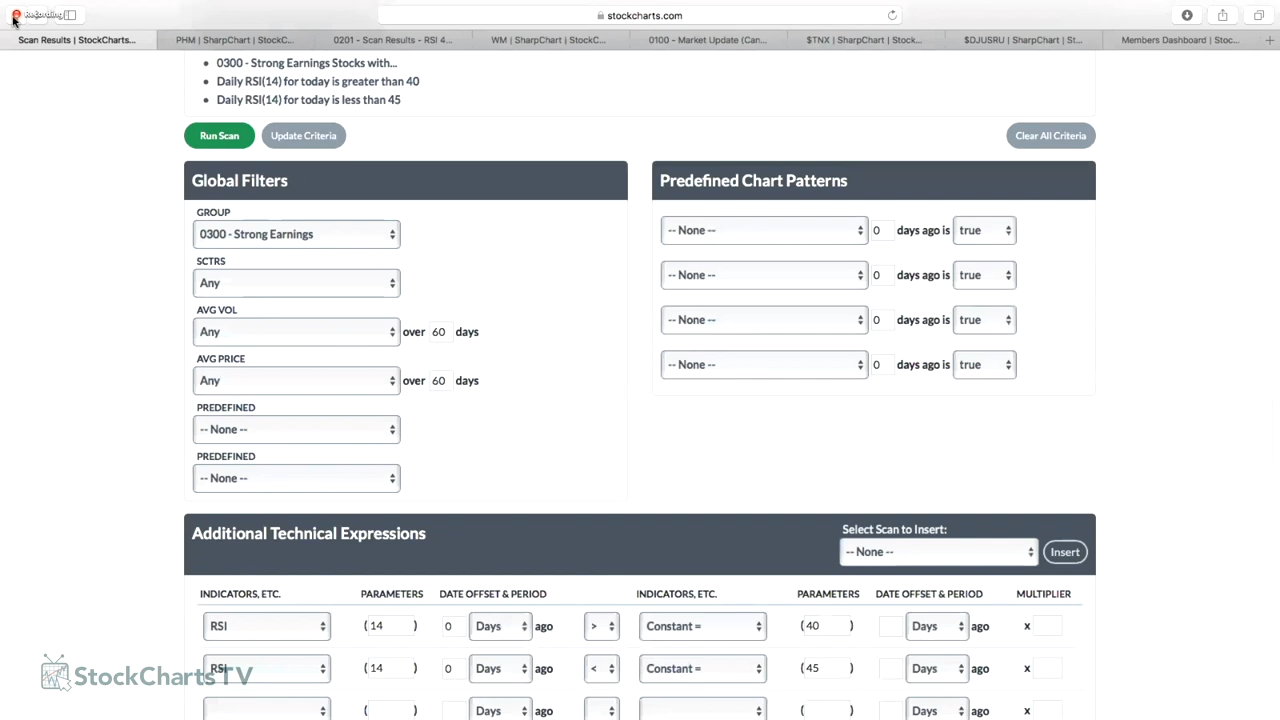 Recording
stockcharts.com
Scan Results | StockCharts... PHM | SharpChart | StockC... 0201 - Scan Results - RSI 4... WM | SharpChart | StockC... 0100 - Market Update (Can... $TNX | SharpChart | Stock... $DJUSRU | SharpChart | St... Members Dashboard | Stoc... +
• 0300 - Strong Earnings Stocks with...
• Daily RSI(14) for today is greater than 40
• Daily RSI(14) for today is less than 45
Run Scan Update Criteria Clear All Criteria
Global Filters
GROUP
0300 - Strong Earnings
SCTRS
Any
AVG VOL
Any over 60 days
AVG PRICE
Any over 60 days
PREDEFINED
-- None --
PREDEFINED
-- None --
Predefined Chart Patterns
-- None -- 0 days ago is true
-- None -- 0 days ago is true
-- None -- 0 days ago is true
-- None -- 0 days ago is true
Additional Technical Expressions
Select Scan to Insert:
-- None -- Insert
INDICATORS, ETC. PARAMETERS DATE OFFSET & PERIOD INDICATORS, ETC. PARAMETERS DATE OFFSET & PERIOD MULTIPLIER
RSI (14 ) 0 Days ago > Constant = (40 ) Days ago x
RSI (14 ) 0 Days ago < Constant = (45 ) Days ago x
( ) Days ago ( ) Days ago x
StockChartsTV